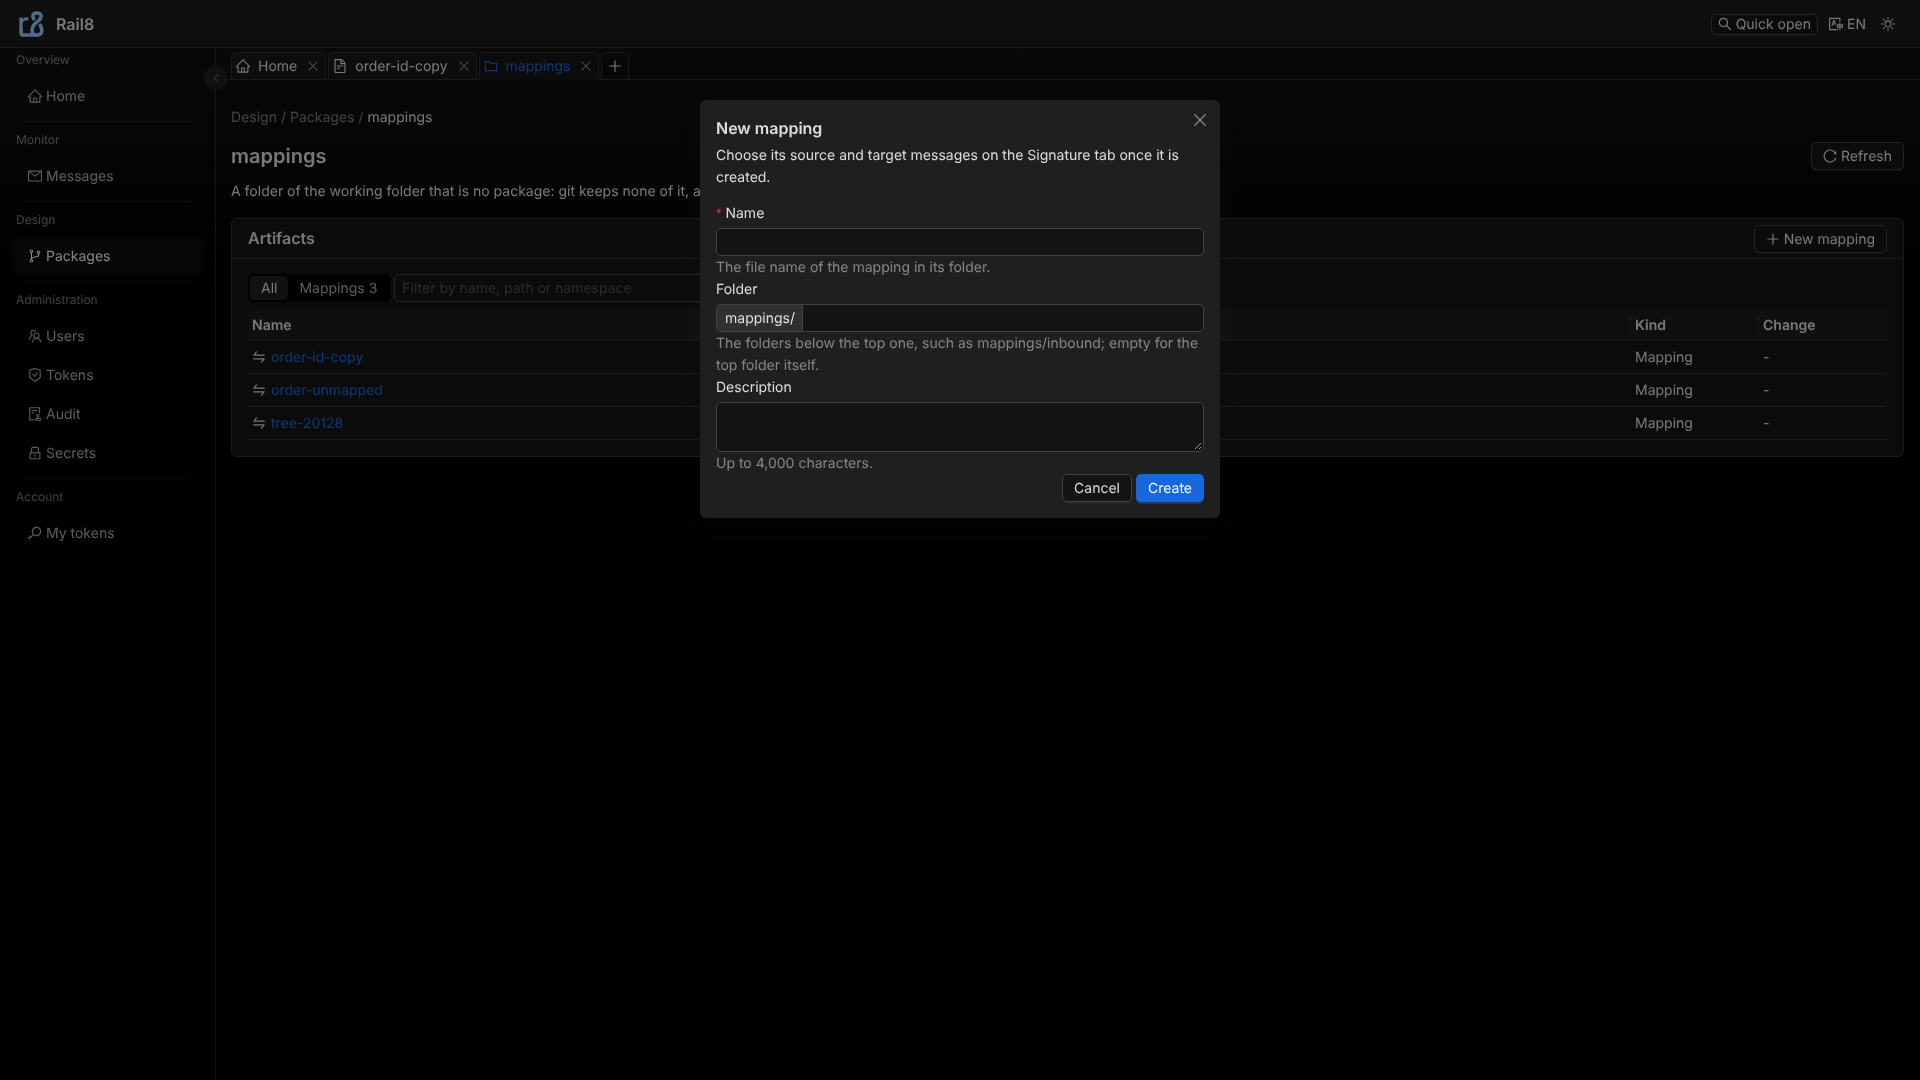 Rail8
Quick open
EN
Overview
Home
Monitor
Messages
Design
Packages
Administration
Users
Tokens
Audit
Secrets
Account
My tokens
Home
order-id-copy
mappings
Design / Packages / mappings
mappings
Refresh
A folder of the working folder that is no package: git keeps none of it, a
Artifacts
New mapping
All
Mappings 3
Filter by name, path or namespace
Name
Kind
Change
order-id-copy
Mapping
-
order-unmapped
Mapping
-
tree-20128
Mapping
-
New mapping
Choose its source and target messages on the Signature tab once it is
created.
* Name
The file name of the mapping in its folder.
Folder
mappings/
The folders below the top one, such as mappings/inbound; empty for the
top folder itself.
Description
Up to 4,000 characters.
Cancel
Create